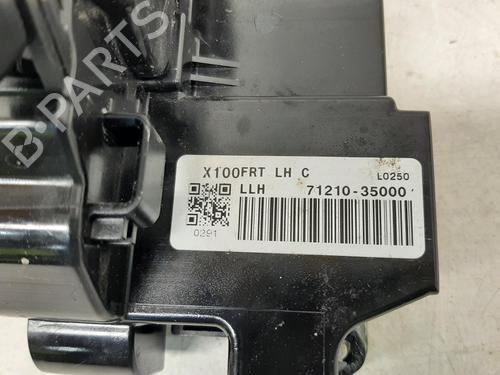 B-PARTS
X100FRT LH C L0250
LLH 71210-35000
0291